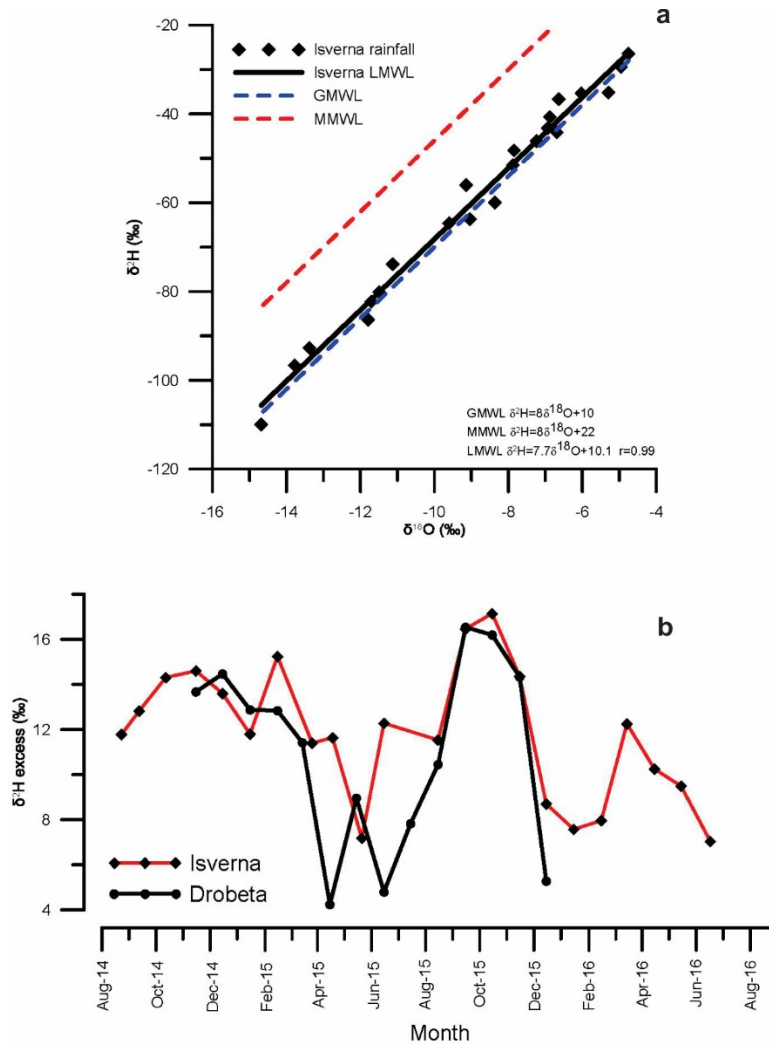 a
-20
-40
-60
-80
-100
-120
δ²H (‰)
Isverna rainfall
Isverna LMWL
GMWL
MMWL
GMWL δ²H=8δ¹⁸O+10
MMWL δ²H=8δ¹⁸O+22
LMWL δ²H=7.7δ¹⁸O+10.1 r=0.99
-16 -14 -12 -10 -8 -6 -4
δ¹⁸O (‰)
b
16
12
8
4
δ²H excess (‰)
Isverna
Drobeta
Aug-14 Oct-14 Dec-14 Feb-15 Apr-15 Jun-15 Aug-15 Oct-15 Dec-15 Feb-16 Apr-16 Jun-16 Aug-16
Month